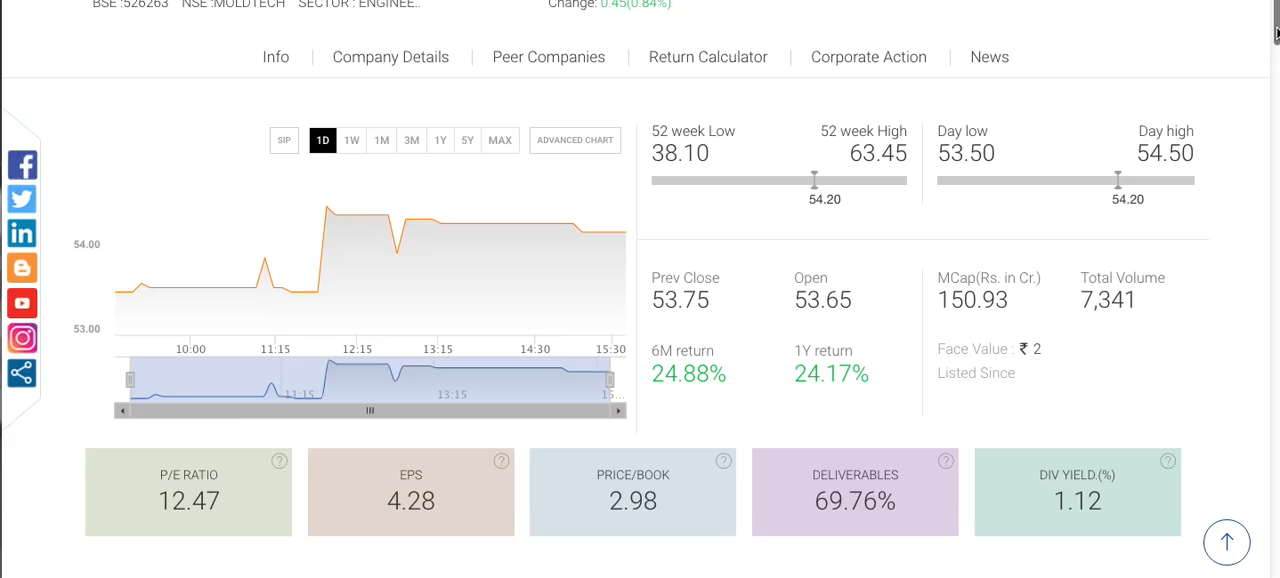 BSE :526263 NSE :MOLDTECH SECTOR : ENGINEE..
Change: 0.45(0.84%)
Info
Company Details
Peer Companies
Return Calculator
Corporate Action
News
SIP
1D
1W
1M
3M
1Y
5Y
MAX
ADVANCED CHART
54.00
53.00
10:00
11:15
12:15
13:15
14:30
15:30
11:15
13:15
15...
52 week Low
38.10
52 week High
63.45
54.20
Day low
53.50
Day high
54.50
54.20
Prev Close
53.75
Open
53.65
6M return
24.88%
1Y return
24.17%
MCap(Rs. in Cr.)
150.93
Total Volume
7,341
Face Value : ₹ 2
Listed Since
P/E RATIO
12.47
EPS
4.28
PRICE/BOOK
2.98
DELIVERABLES
69.76%
DIV YIELD.(%)
1.12